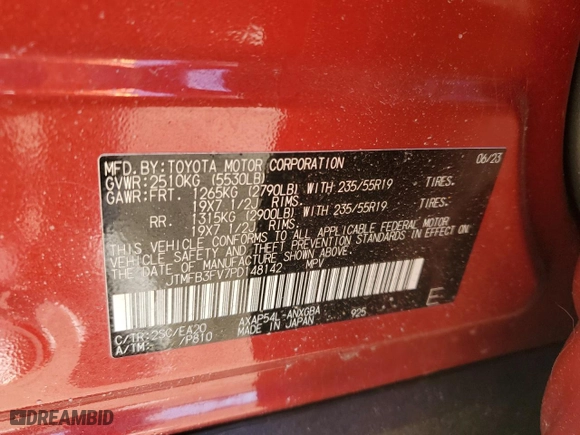 MFD. BY: TOYOTA MOTOR CORPORATION 06/23
GVWR: 2510KG (5530LB)
GAWR: FRT. 1265KG (2790LB) WITH 235/55R19 TIRES.
19X7 1/2J RIMS.
RR. 1315KG (2900LB) WITH 235/55R19 TIRES.
19X7 1/2J RIMS.
THIS VEHICLE CONFORMS TO ALL APPLICABLE FEDERAL MOTOR
VEHICLE SAFETY AND THEFT PREVENTION STANDARDS IN EFFECT ON
THE DATE OF MANUFACTURE SHOWN ABOVE.
JTMFB3FV7PD148142 MPV
E
AXAP54L-ANXGBA 925
C/TR: 2SC/EA20 MADE IN JAPAN
A/TM: /P810
DREAMBID